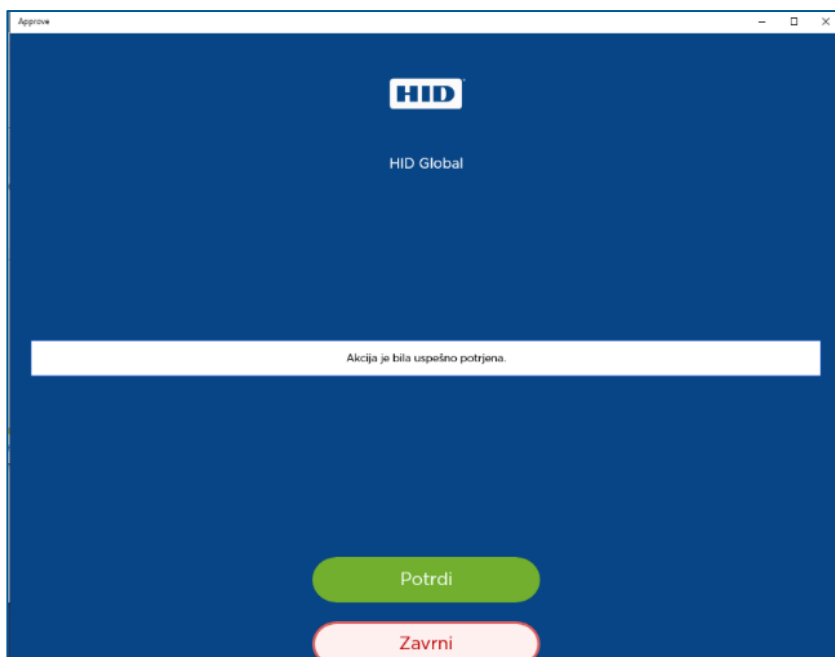 Approve
HID
HID Global
Akcija je bila uspešno potrjena.
Potrdi
Zavrni